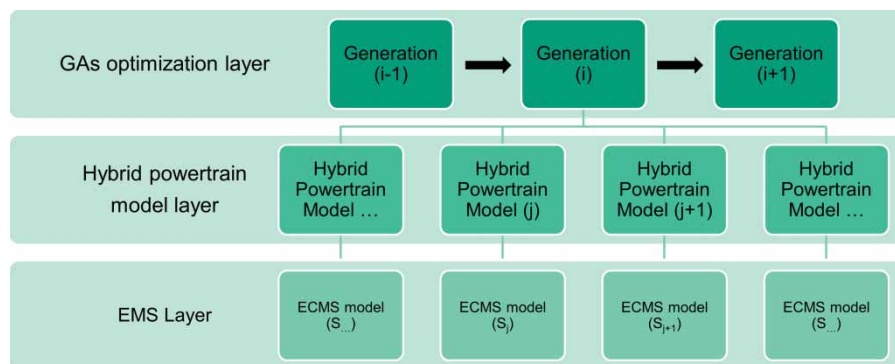 GAs optimization layer
Generation
(i-1)
Generation
(i)
Generation
(i+1)
Hybrid powertrain
model layer
Hybrid
Powertrain
Model ...
Hybrid
Powertrain
Model (j)
Hybrid
Powertrain
Model (j+1)
Hybrid
Powertrain
Model ...
EMS Layer
ECMS model
(S...)
ECMS model
(Sj)
ECMS model
(Sj+1)
ECMS model
(S...)